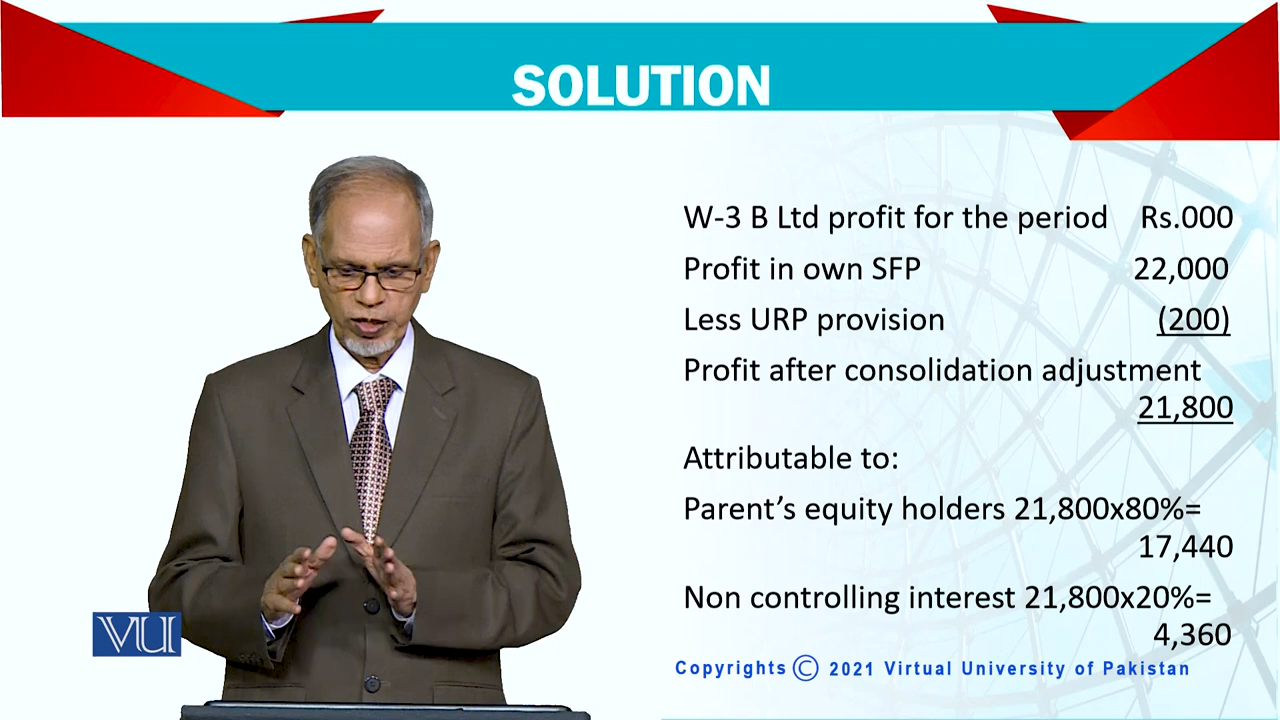 SOLUTION
W-3 B Ltd profit for the period Rs.000
Profit in own SFP 22,000
Less URP provision (200)
Profit after consolidation adjustment
21,800
Attributable to:
Parent’s equity holders 21,800x80%=
17,440
Non controlling interest 21,800x20%=
4,360
VU
Copyrights © 2021 Virtual University of Pakistan